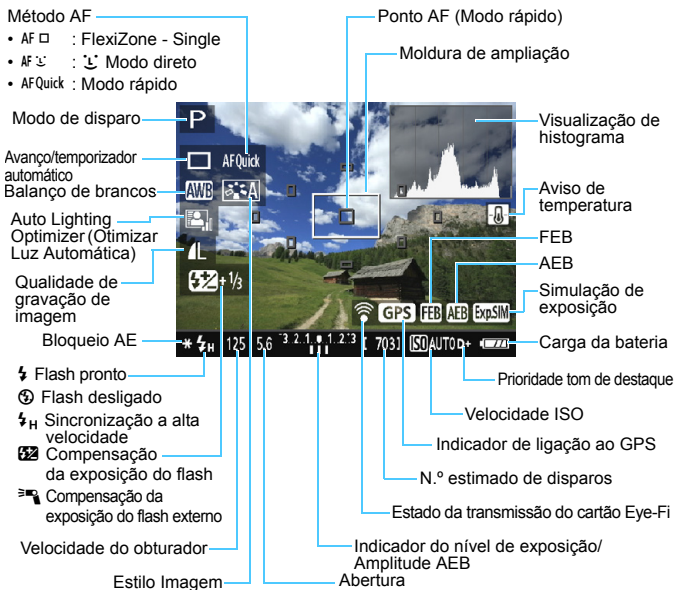 Método AF
• AF □ : FlexiZone - Single
• AF : Modo direto
• AFQuick : Modo rápido
Modo de disparo
Avanço/temporizador
automático
Balanço de brancos
Auto Lighting
Optimizer (Otimizar
Luz Automática)
Qualidade de
gravação de
imagem
Bloqueio AE
Flash pronto
Flash desligado
H Sincronização a alta
velocidade
Compensação
da exposição do flash
Compensação da
exposição do flash externo
Velocidade do obturador
Estilo Imagem
Ponto AF (Modo rápido)
Moldura de ampliação
P
AFQuick
AWB
A
L
+1/3
GPS FEB AEB Exp.SIM
* H 125 5.6 -3..2..1..0..1..2.:3 [ 703] ISO AUTO D+
Visualização de
histograma
Aviso de
temperatura
FEB
AEB
Simulação de
exposição
Carga da bateria
Prioridade tom de destaque
Velocidade ISO
Indicador de ligação ao GPS
N.º estimado de disparos
Estado da transmissão do cartão Eye-Fi
Indicador do nível de exposição/
Amplitude AEB
Abertura